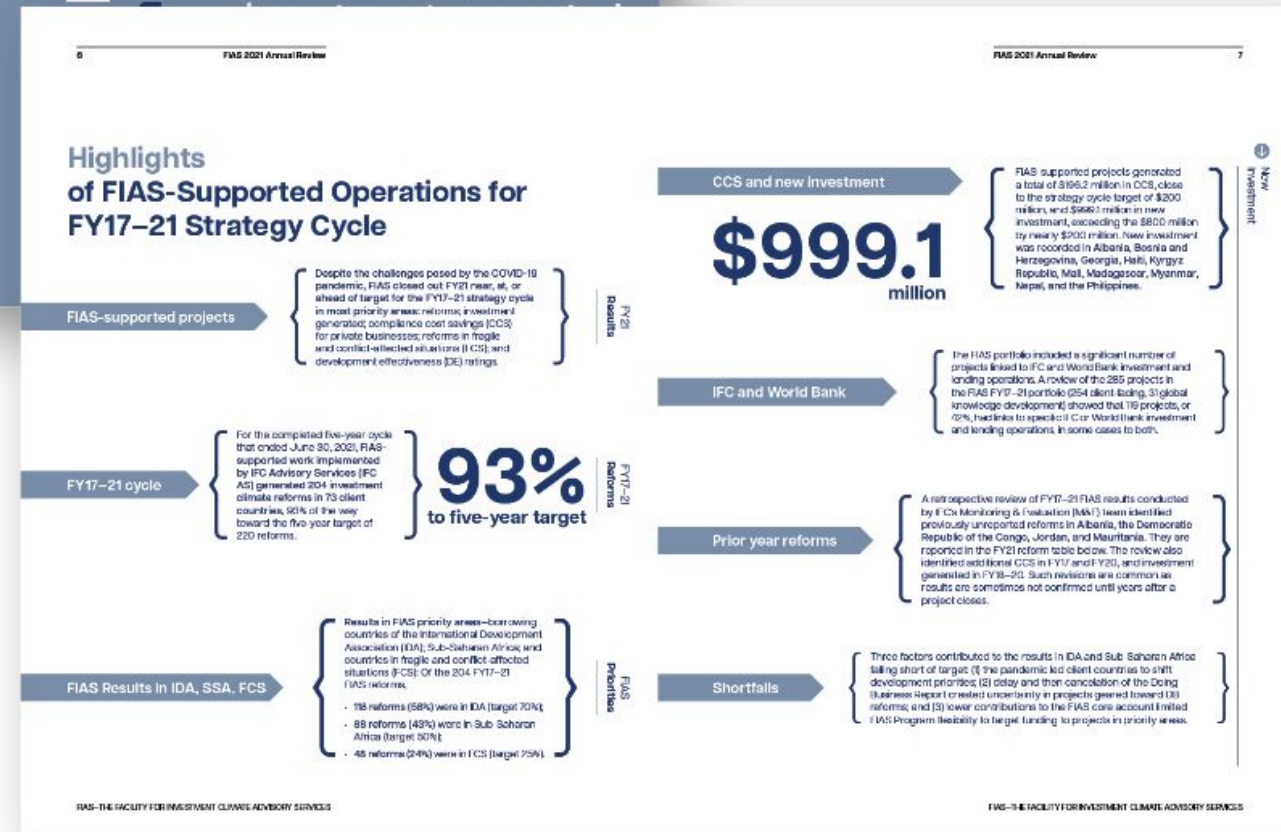 6
FIAS 2021 Annual Review
Highlights
of FIAS-Supported Operations for
FY17–21 Strategy Cycle
FIAS-supported projects
Despite the challenges posed by the COVID-19
pandemic, FIAS closed out FY21 near, at, or
ahead of target for the FY17–21 strategy cycle
in most priority areas: reforms; investment
generated; compliance cost savings (CCS)
for private businesses; reforms in fragile
and conflict-affected situations (FCS); and
development effectiveness (DE) ratings.
FY21
Results
FY17–21 cycle
For the completed five-year cycle
that ended June 30, 2021, FIAS-
supported work implemented
by IFC Advisory Services (IFC
AS) generated 204 investment
climate reforms in 73 client
countries, 93% of the way
toward the five-year target of
220 reforms.
93%
to five-year target
FY17–21
Reforms
FIAS Results in IDA, SSA, FCS
Results in FIAS priority areas—borrowing
countries of the International Development
Association (IDA); Sub-Saharan Africa; and
countries in fragile and conflict-affected
situations (FCS): Of the 204 FY17–21
FIAS reforms,
· 118 reforms (58%) were in IDA (target 70%);
· 88 reforms (43%) were in Sub-Saharan
Africa (target 50%);
· 48 reforms (24%) were in FCS (target 25%).
FIAS
Priorities
FIAS—THE FACILITY FOR INVESTMENT CLIMATE ADVISORY SERVICES
FIAS 2021 Annual Review
7
CCS and new investment
$999.1
million
FIAS-supported projects generated
a total of $196.2 million in CCS, close
to the strategy cycle target of $200
million, and $999.1 million in new
investment, exceeding the $800 million
by nearly $200 million. New investment
was recorded in Albania, Bosnia and
Herzegovina, Georgia, Haiti, Kyrgyz
Republic, Mali, Madagascar, Myanmar,
Nepal, and the Philippines.
New
Investment
IFC and World Bank
The FIAS portfolio included a significant number of
projects linked to IFC and World Bank investment and
lending operations. A review of the 285 projects in
the FIAS FY17–21 portfolio (254 client-facing, 31 global
knowledge development) showed that 119 projects, or
42%, had links to specific IFC or World Bank investment
and lending operations, in some cases to both.
Prior year reforms
A retrospective review of FY17–21 FIAS results conducted
by IFC's Monitoring & Evaluation (M&E) team identified
previously unreported reforms in Albania, the Democratic
Republic of the Congo, Jordan, and Mauritania. They are
reported in the FY21 reform table below. The review also
identified additional CCS in FY17 and FY20, and investment
generated in FY18–20. Such revisions are common as
results are sometimes not confirmed until years after a
project closes.
Shortfalls
Three factors contributed to the results in IDA and Sub-Saharan Africa
falling short of target: (1) the pandemic led client countries to shift
development priorities; (2) delay and then cancelation of the Doing
Business Report created uncertainty in projects geared toward DB
reforms; and (3) lower contributions to the FIAS core account limited
FIAS Program flexibility to target funding to projects in priority areas.
FIAS—THE FACILITY FOR INVESTMENT CLIMATE ADVISORY SERVICES